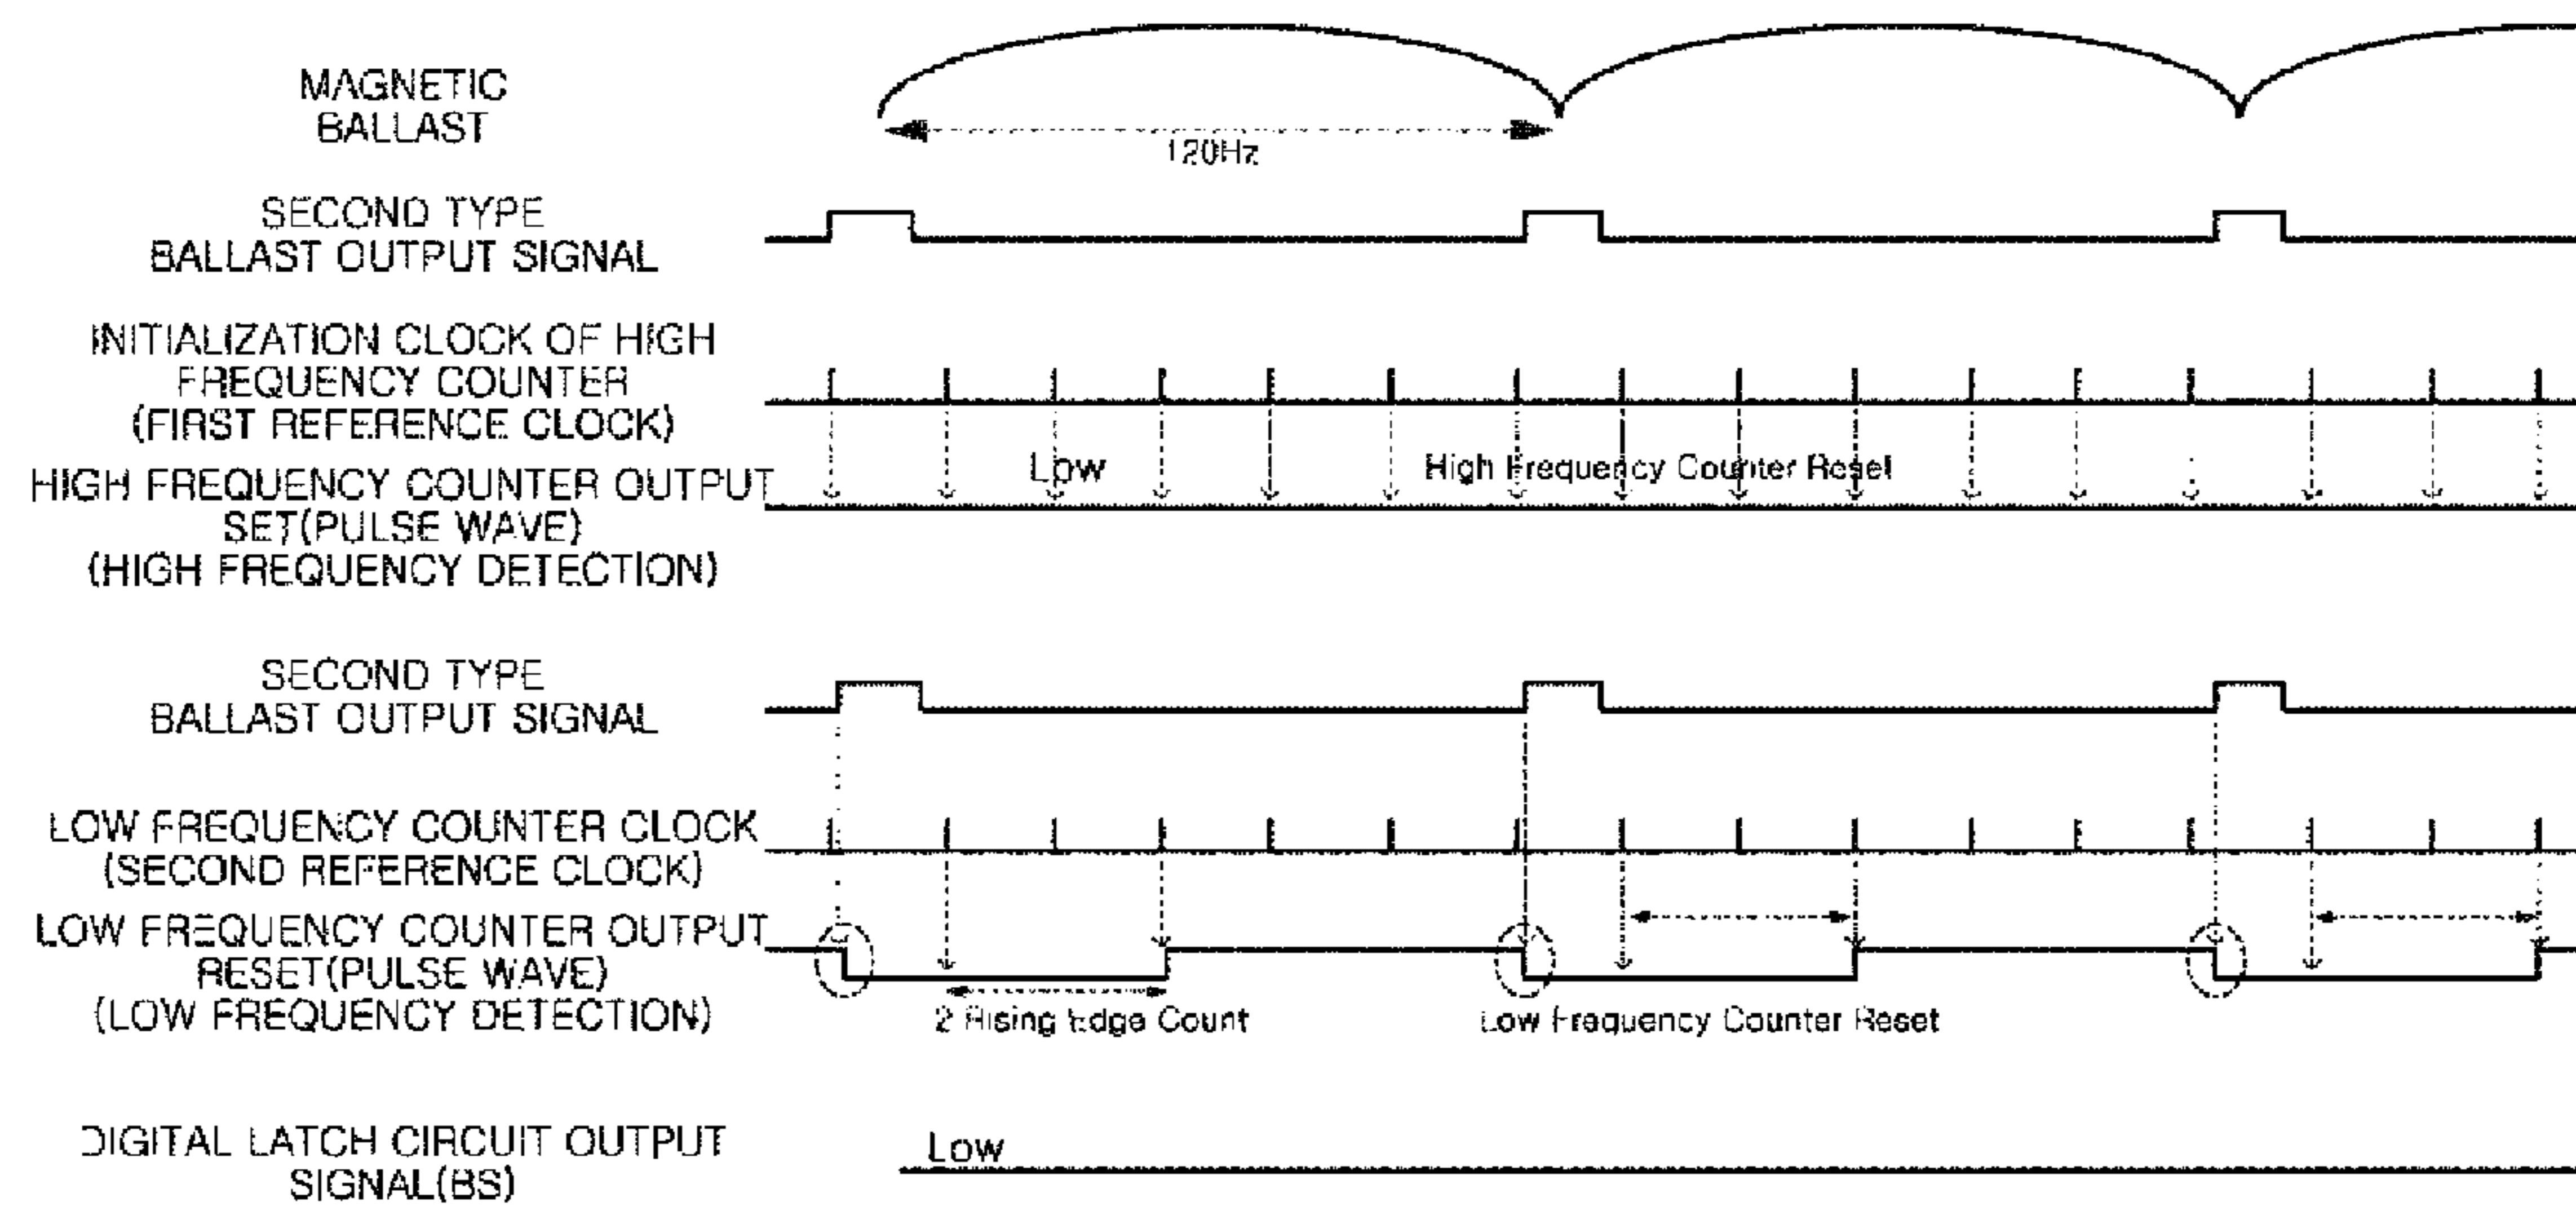 MAGNETIC
BALLAST
120Hz
SECOND TYPE
BALLAST OUTPUT SIGNAL
INITIALIZATION CLOCK OF HIGH
FREQUENCY COUNTER
(FIRST REFERENCE CLOCK)
Low
High Frequency Counter Reset
HIGH FREQUENCY COUNTER OUTPUT
SET(PULSE WAVE)
(HIGH FREQUENCY DETECTION)
SECOND TYPE
BALLAST OUTPUT SIGNAL
LOW FREQUENCY COUNTER CLOCK
(SECOND REFERENCE CLOCK)
LOW FREQUENCY COUNTER OUTPUT
RESET(PULSE WAVE)
(LOW FREQUENCY DETECTION)
2 Rising Edge Count
Low Frequency Counter Reset
DIGITAL LATCH CIRCUIT OUTPUT
SIGNAL(BS)
Low